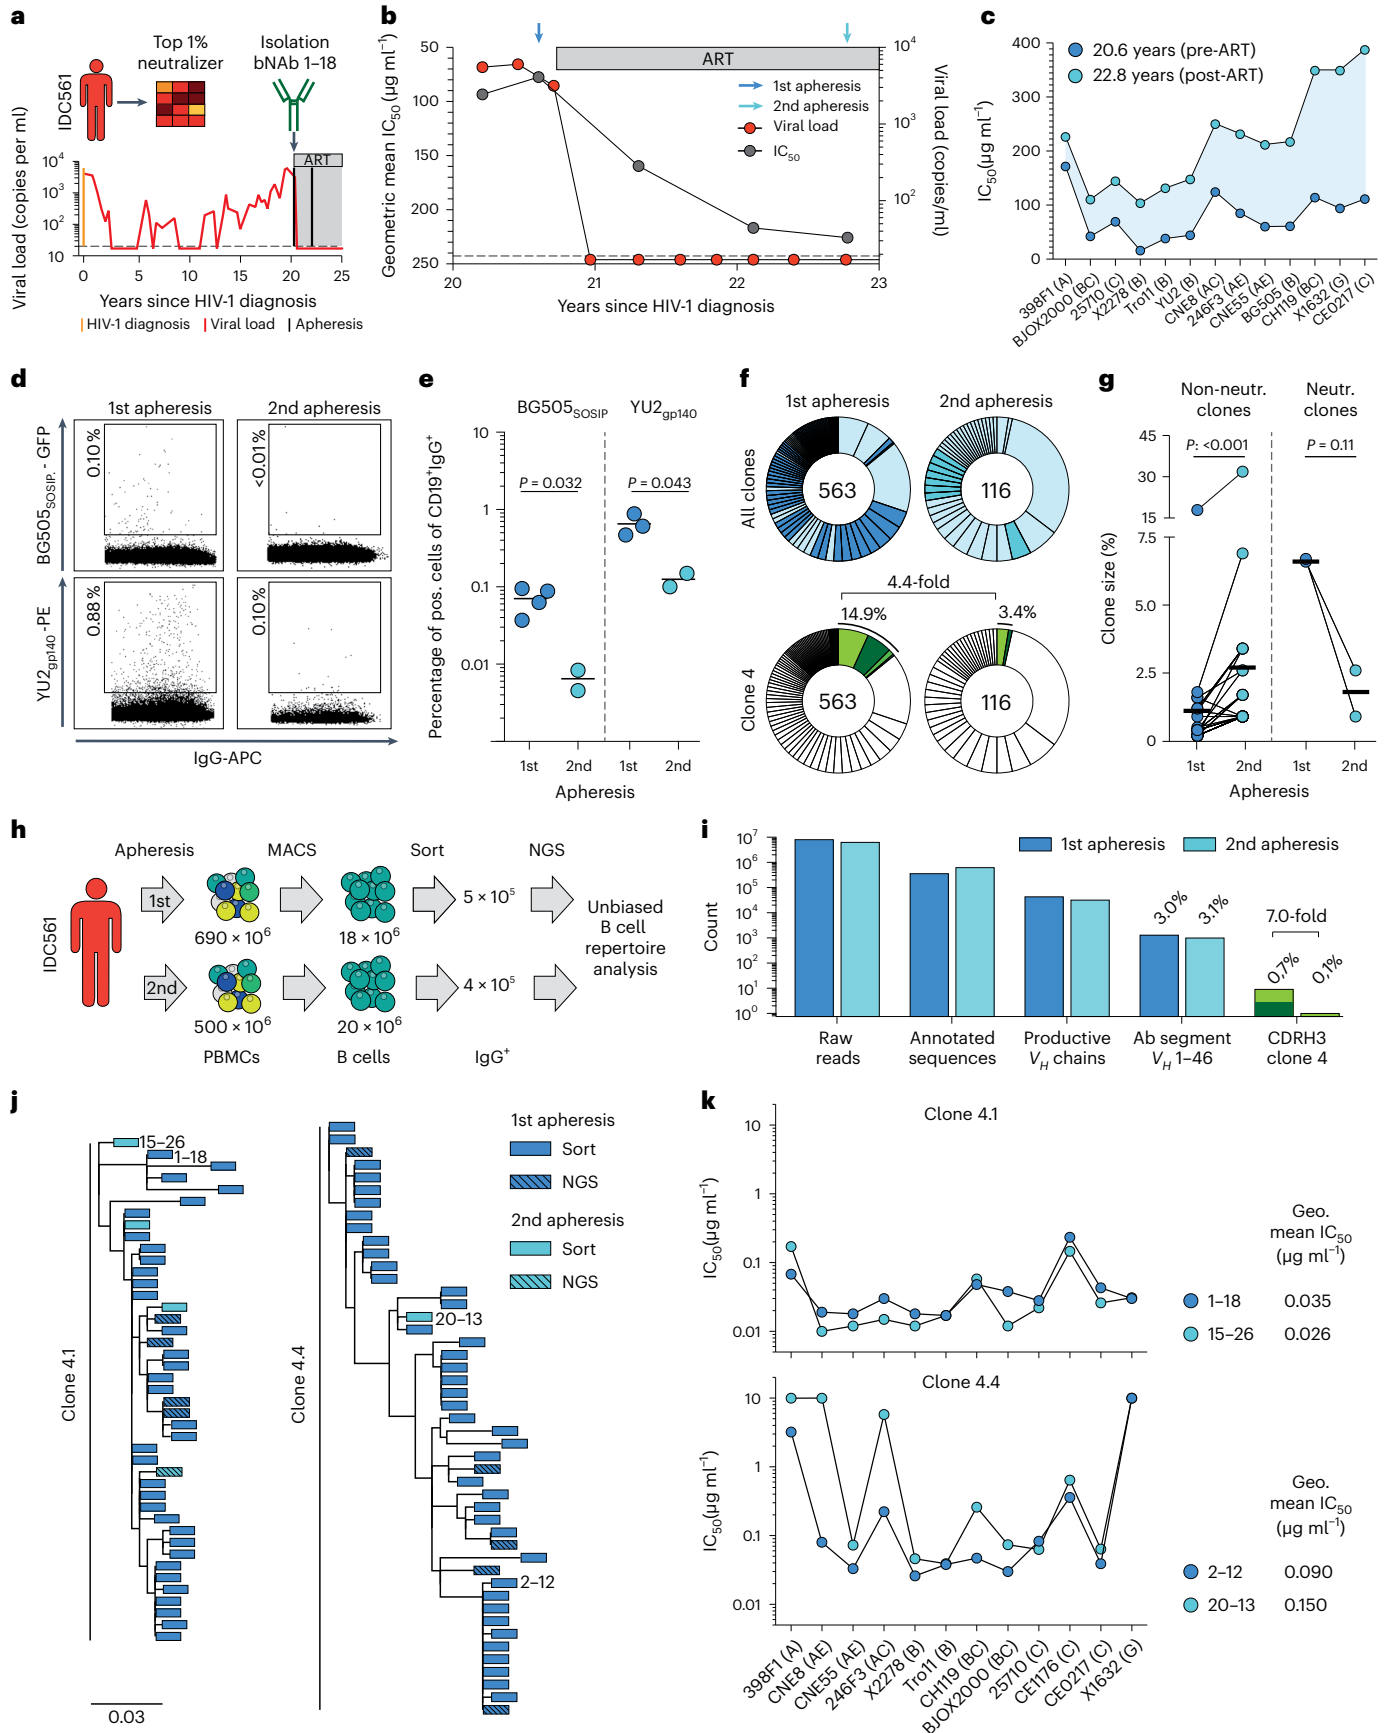 a
IDC561
Top 1%
neutralizer
Isolation
bNAb 1–18
ART
Viral load (copies per ml)
10⁴
10³
10²
10
0
5
10
15
20
25
Years since HIV-1 diagnosis
HIV-1 diagnosis
Viral load
Apheresis
b
Geometric mean IC₅₀ (µg ml⁻¹)
50
100
150
200
250
ART
1st apheresis
2nd apheresis
Viral load
IC₅₀
10⁴
10³
10²
Viral load (copies/ml)
20
21
22
23
Years since HIV-1 diagnosis
c
IC₅₀(µg ml⁻¹)
400
300
200
100
0
20.6 years (pre-ART)
22.8 years (post-ART)
398F1 (A)
BJOX2000 (BC)
25710 (C)
X2278 (B)
Tro11 (B)
YU2 (B)
CNE8 (AC)
246F3 (AE)
CNE55 (AE)
BG505 (B)
CH119 (BC)
X1632 (G)
CE0217 (C)
d
1st apheresis
2nd apheresis
BG505SOSIP - GFP
0.10%
<0.01%
YU2gp140-PE
0.88%
0.10%
IgG-APC
e
BG505SOSIP
YU2gp140
Percentage of pos. cells of CD19⁺IgG⁺
10
1
0.1
0.01
P = 0.032
P = 0.043
1st
2nd
1st
2nd
Apheresis
f
1st apheresis
2nd apheresis
All clones
563
116
4.4-fold
14.9%
3.4%
Clone 4
563
116
g
Non-neutr.
clones
Neutr.
clones
P: <0.001
P = 0.11
Clone size (%)
45
30
15
7.5
5.0
2.5
0
1st
2nd
1st
2nd
Apheresis
h
Apheresis
MACS
Sort
NGS
IDC561
1st
690 × 10⁶
18 × 10⁶
5 × 10⁵
2nd
500 × 10⁶
20 × 10⁶
4 × 10⁵
Unbiased
B cell
repertoire
analysis
PBMCs
B cells
IgG⁺
i
1st apheresis
2nd apheresis
Count
10⁷
10⁶
10⁵
10⁴
10³
10²
10¹
10⁰
3.0%
3.1%
7.0-fold
0,7%
0,1%
Raw
reads
Annotated
sequences
Productive
VH chains
Ab segment
VH 1–46
CDRH3
clone 4
j
Clone 4.1
15–26
1–18
0.03
Clone 4.4
20–13
2–12
1st apheresis
Sort
NGS
2nd apheresis
Sort
NGS
k
Clone 4.1
IC₅₀(µg ml⁻¹)
10
1
0.1
0.01
Geo.
mean IC₅₀
(µg ml⁻¹)
1–18 0.035
15–26 0.026
Clone 4.4
IC₅₀(µg ml⁻¹)
10
1
0.1
0.01
Geo.
mean IC₅₀
(µg ml⁻¹)
2–12 0.090
20–13 0.150
398F1 (A)
CNE8 (AE)
CNE55 (AE)
246F3 (AC)
X2278 (B)
Tro11 (B)
CH119 (BC)
BJOX2000 (BC)
25710 (C)
CE1176 (C)
CE0217 (C)
X1632 (G)